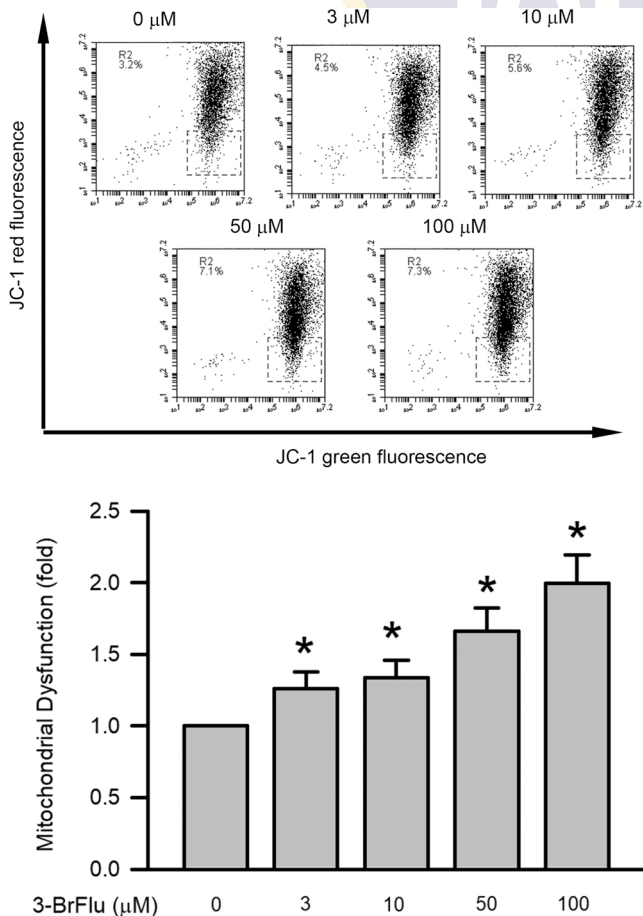 0 μM
3 μM
10 μM
R2
3.2%
R2
4.5%
R2
5.6%
50 μM
100 μM
R2
7.1%
R2
7.3%
JC-1 red fluorescence
JC-1 green fluorescence
Mitochondrial Dysfunction (fold)
2.5
2.0
1.5
1.0
0.5
0.0
* * * *
3-BrFlu (μM) 0 3 10 50 100